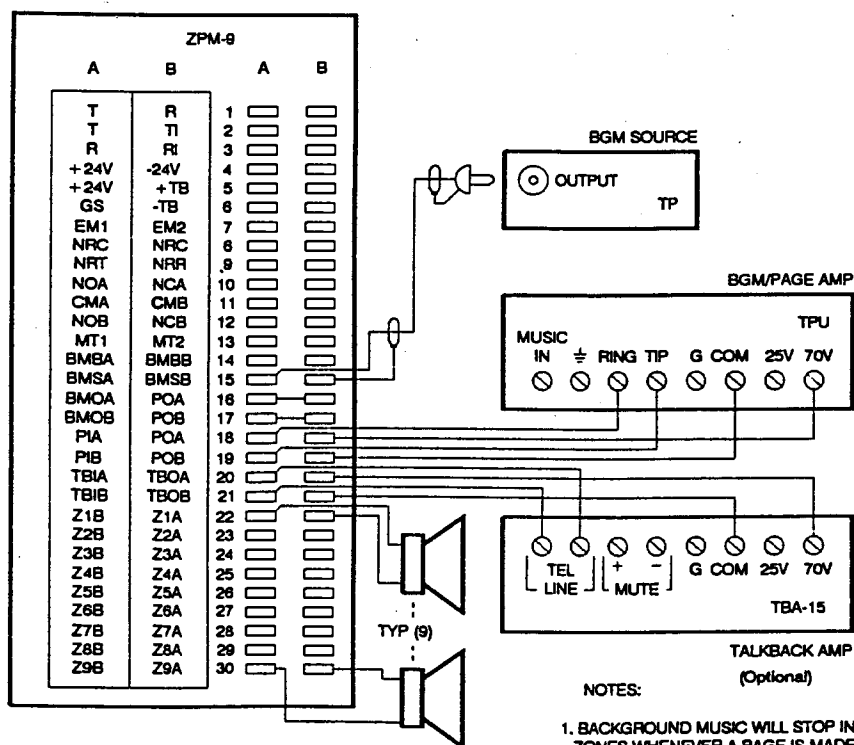 ZPM-9
A B A B
T R 1
T TI 2
R RI 3
+24V -24V 4
+24V +TB 5
GS -TB 6
EM1 EM2 7
NRC NRC 8
NRT NRR 9
NOA NCA 10
CMA CMB 11
NOB NCB 12
MT1 MT2 13
BMBA BMBB 14
BMSA BMSB 15
BMOA POA 16
BMOB POB 17
PIA POA 18
PIB POB 19
TBIA TBOA 20
TBIB TBOB 21
Z1B Z1A 22
Z2B Z2A 23
Z3B Z3A 24
Z4B Z4A 25
Z5B Z5A 26
Z6B Z6A 27
Z7B Z7A 28
Z8B Z8A 29
Z9B Z9A 30
TYP (9)
BGM SOURCE
OUTPUT
TP
BGM/PAGE AMP
TPU
MUSIC
IN RING TIP G COM 25V 70V
+ - G COM 25V 70V
TEL
LINE MUTE
TBA-15
TALKBACK AMP
(Optional)
NOTES:
1. BACKGROUND MUSIC WILL STOP IN
ZONES WHENEVER A PAGE IS MADE